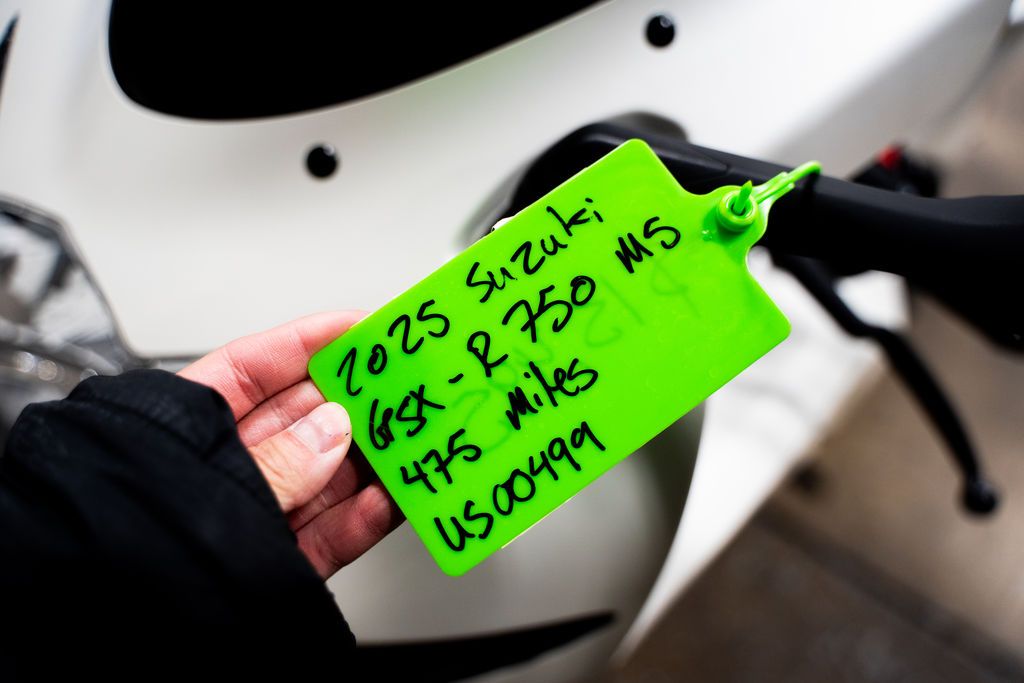 2025 Suzuki
GSX-R 750 MS
475 Miles
US00499